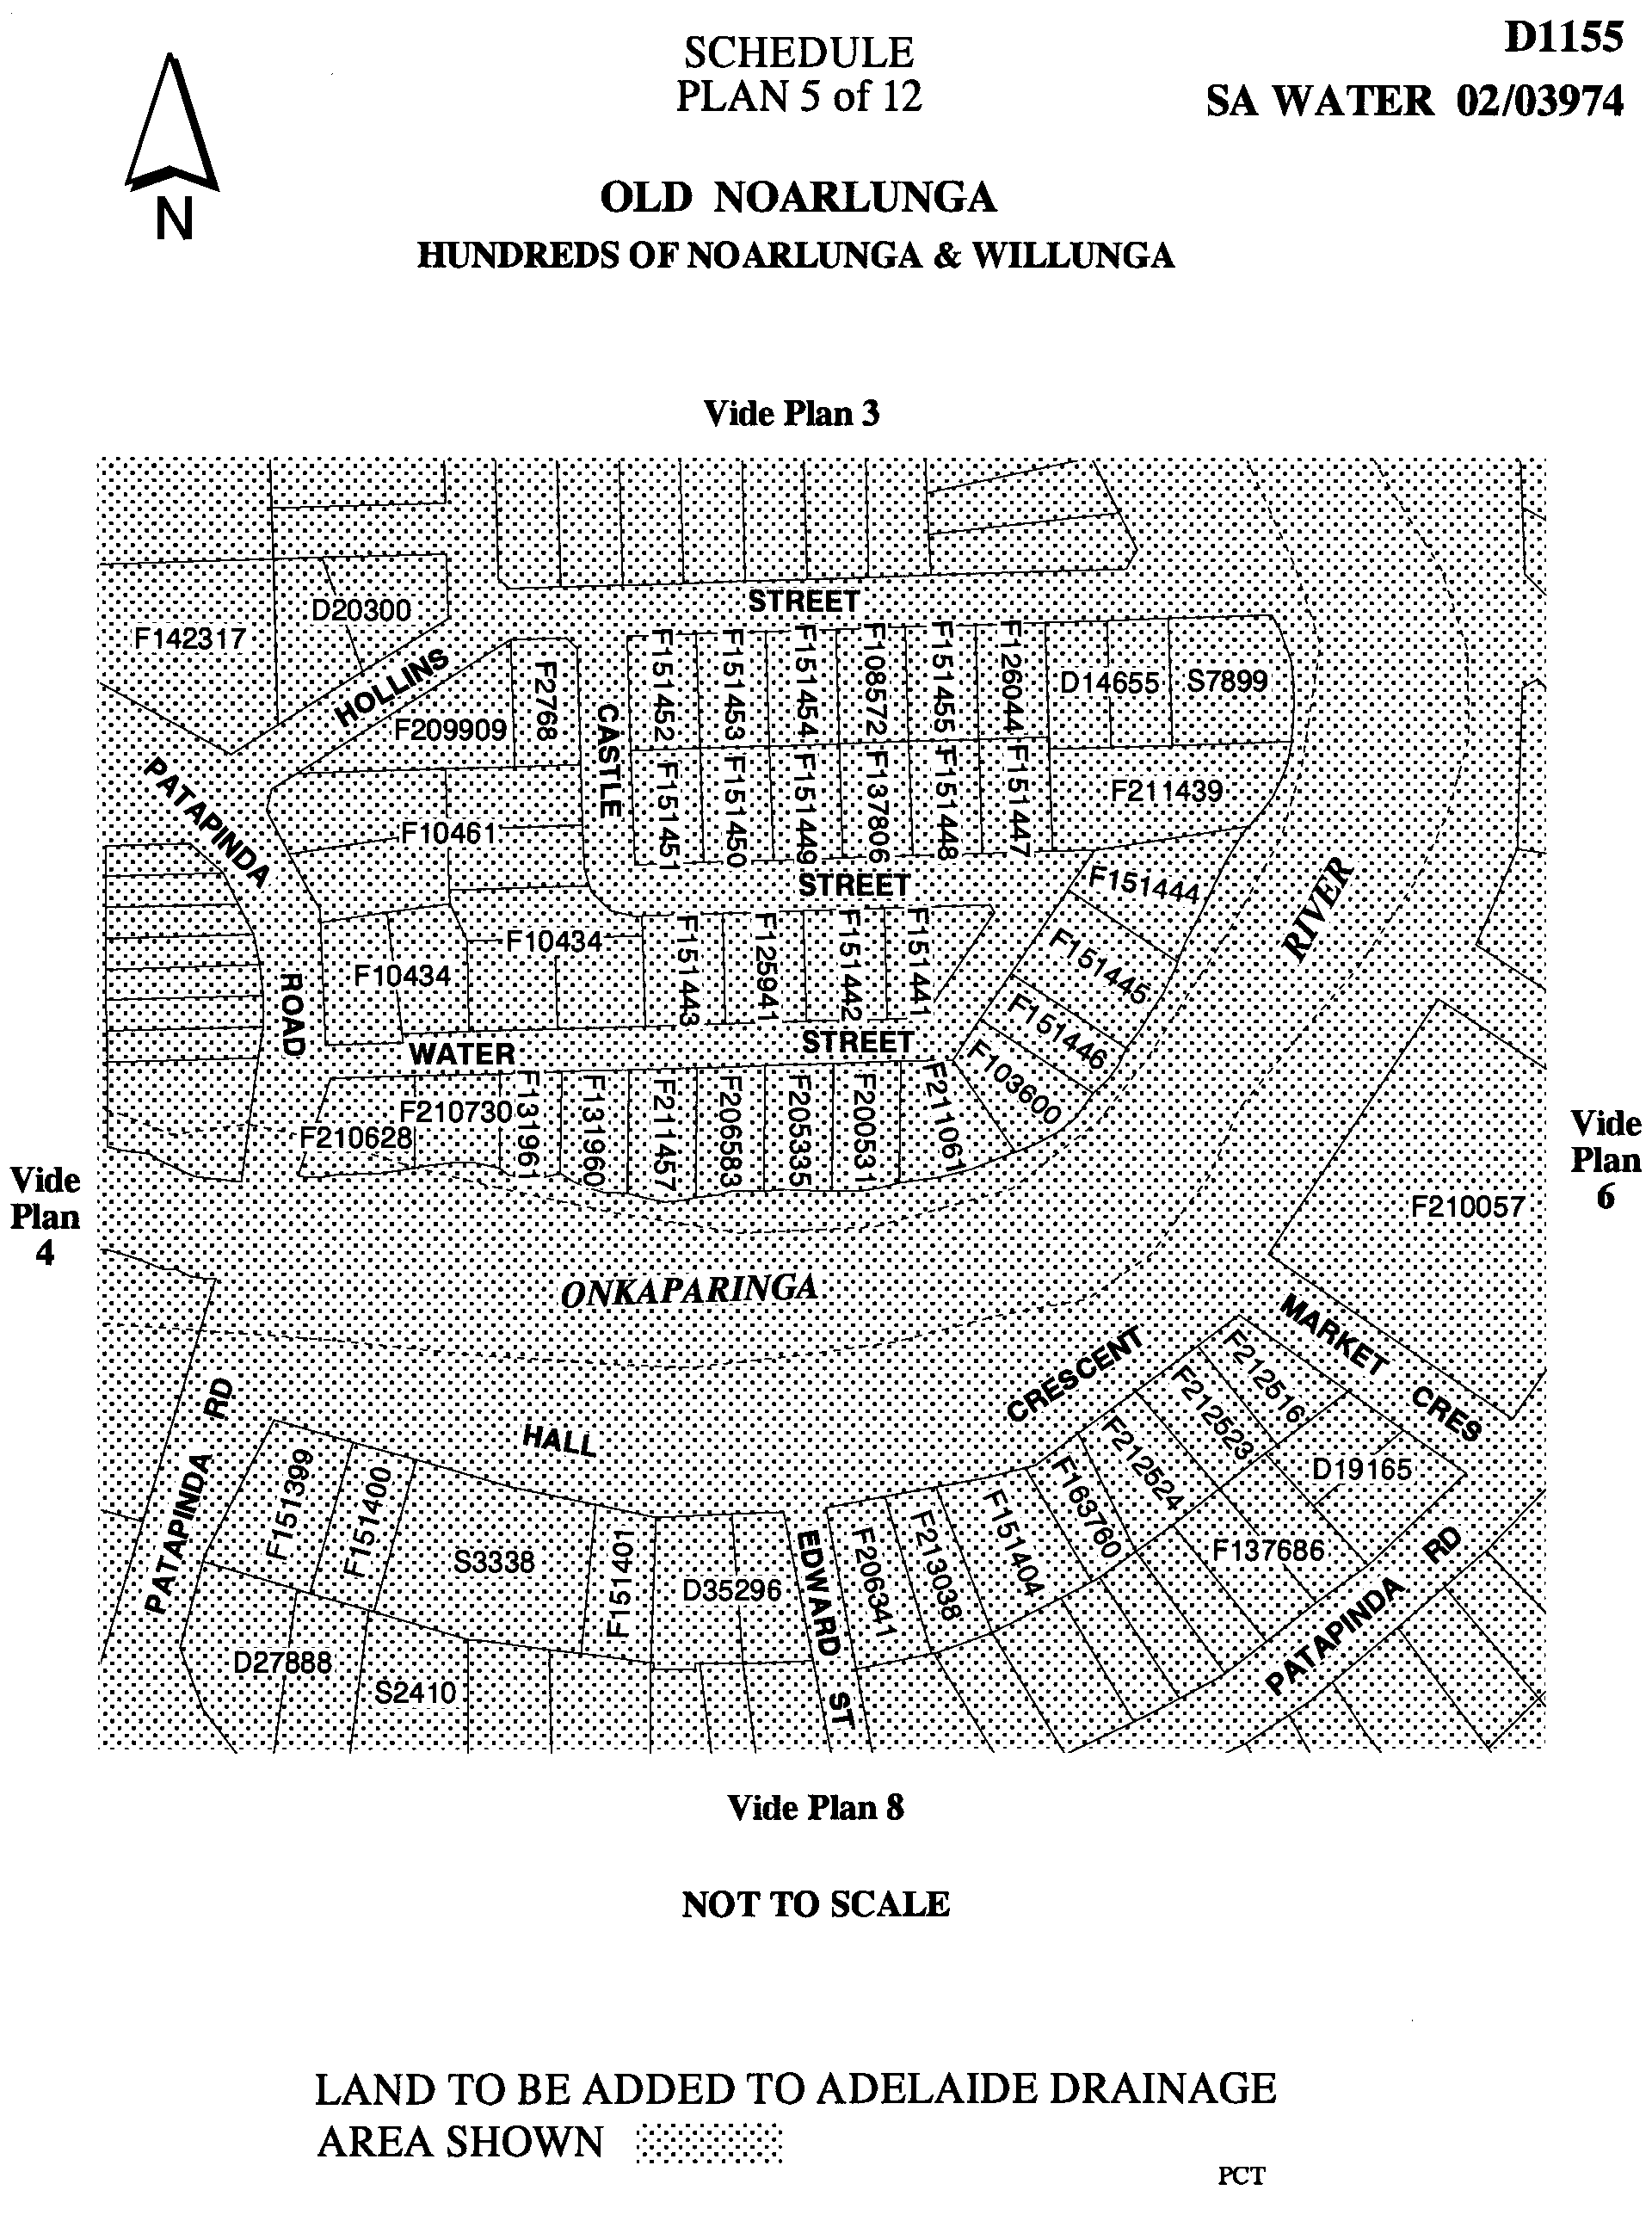 D1155
SCHEDULE
PLAN 5 of 12
SA WATER 02/03974
N
OLD NOARLUNGA
HUNDREDS OF NOARLUNGA & WILLUNGA
Vide Plan 3
STREET
D20300
F142317
HOLLINS
F209909
F2768
CASTLE
F151452
F151453
F151454
F108572
F151455
F126044
D14655
S7899
PATAPINDA
F10461
F151451
F151450
F151449
F137806
F151448
F151447
F211439
STREET
F151444
RIVER
ROAD
F10434
F10434
F151443
F125941
F151442
F151441
F151445
F151446
F103600
WATER
STREET
F210628
F210730
F131961
F131960
F211457
F206583
F205335
F200531
F211061
Vide
Plan
4
Vide
Plan
6
F210057
ONKAPARINGA
MARKET CRES
CRESCENT
PATAPINDA RD
HALL
F212516
F212523
F212524
F163760
D19165
F151399
F151400
S3338
F151401
D35296
EDWARD ST
F206341
F213038
F151404
F137686
PATAPINDA RD
D27888
S2410
Vide Plan 8
NOT TO SCALE
LAND TO BE ADDED TO ADELAIDE DRAINAGE
AREA SHOWN
PCT